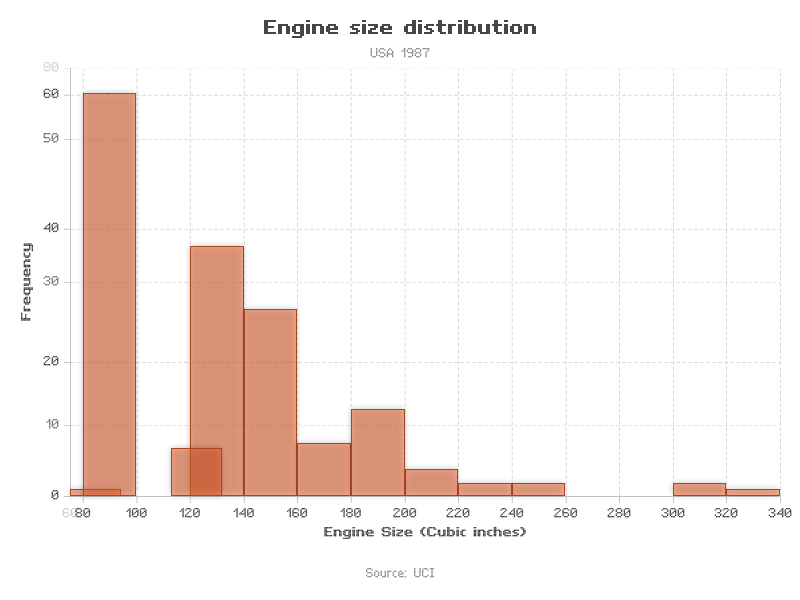 Engine size distribution
USA 1987
80
60
50
40
30
20
10
0
Frequency
60 80 100 120 140 160 180 200 220 240 260 280 300 320 340
Engine Size (Cubic inches)
Source: UCI